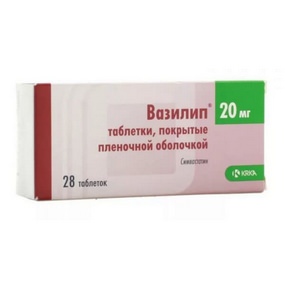 Вазилип® 20 мг
таблетки, покрытые
пленочной оболочкой
Симвастатин
28 таблеток
KRKA